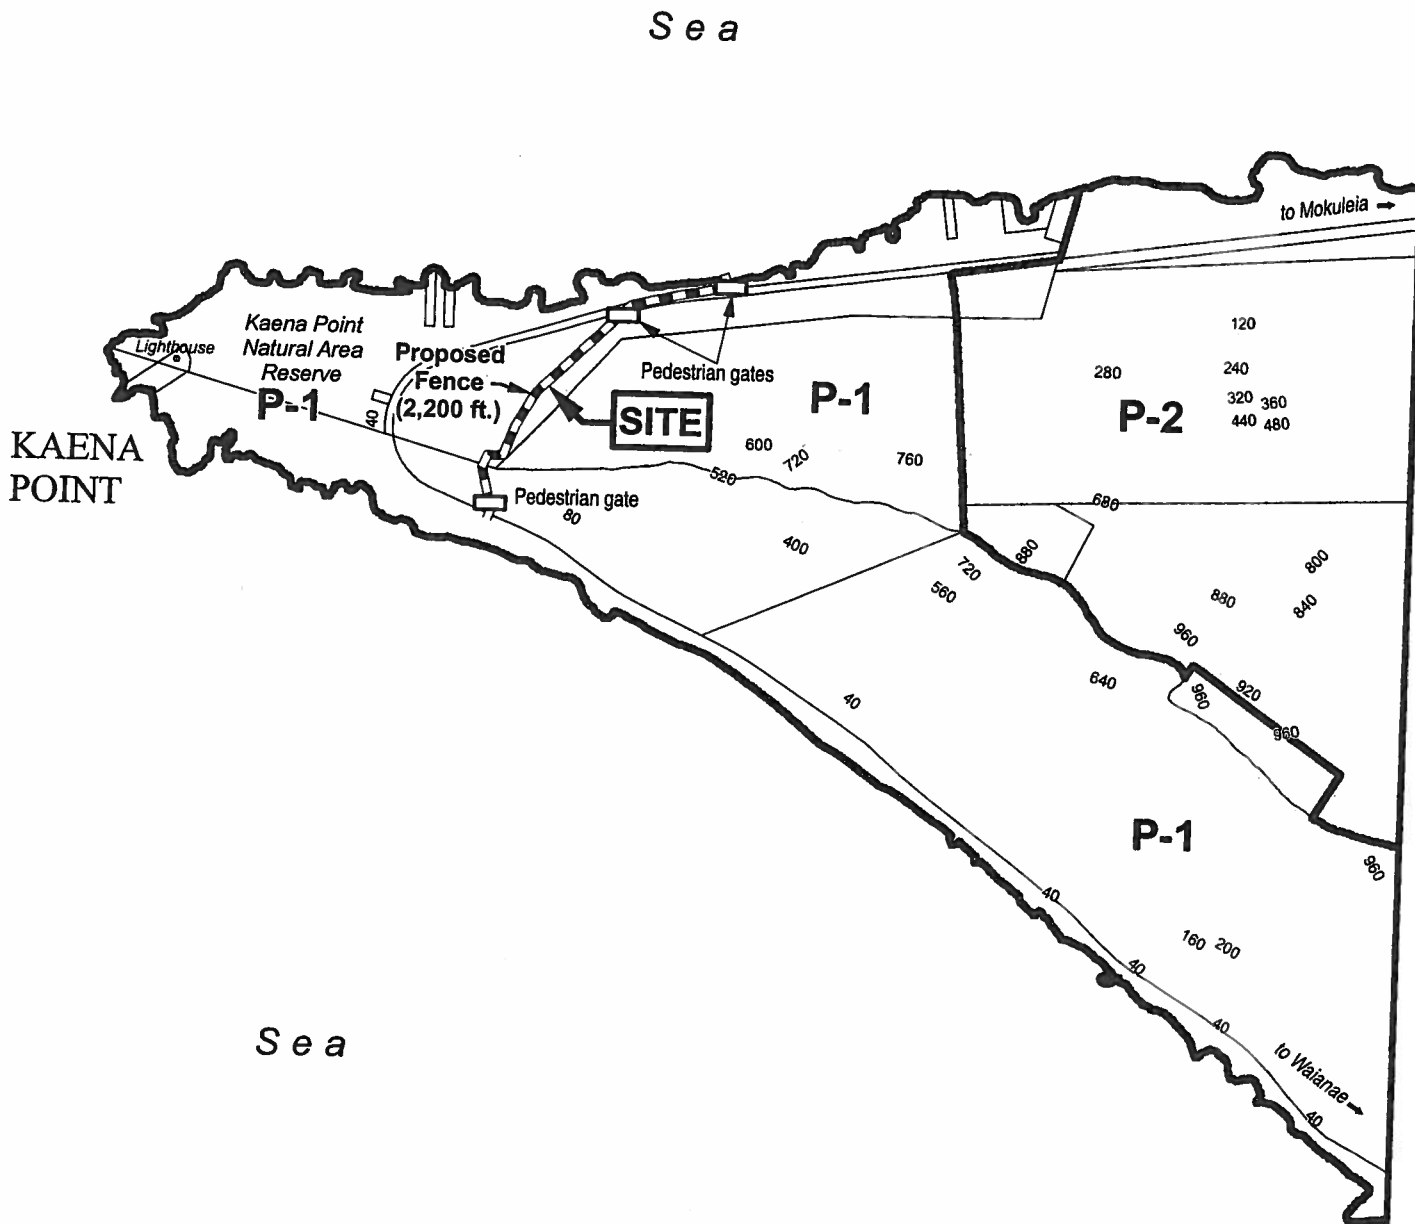 Sea
to Mokuleia
Kaena Point
Natural Area
Reserve
Lighthouse
P-1
Proposed
Fence
(2,200 ft.)
40
Pedestrian gates
SITE
P-1
120
280
240
320 360
440 480
P-2
KAENA
POINT
600
720
760
520
Pedestrian gate
80
400
680
880
720
560
800
880
840
960
640
960
920
960
40
P-1
960
40
160 200
40
40
Sea
to Waianae
40